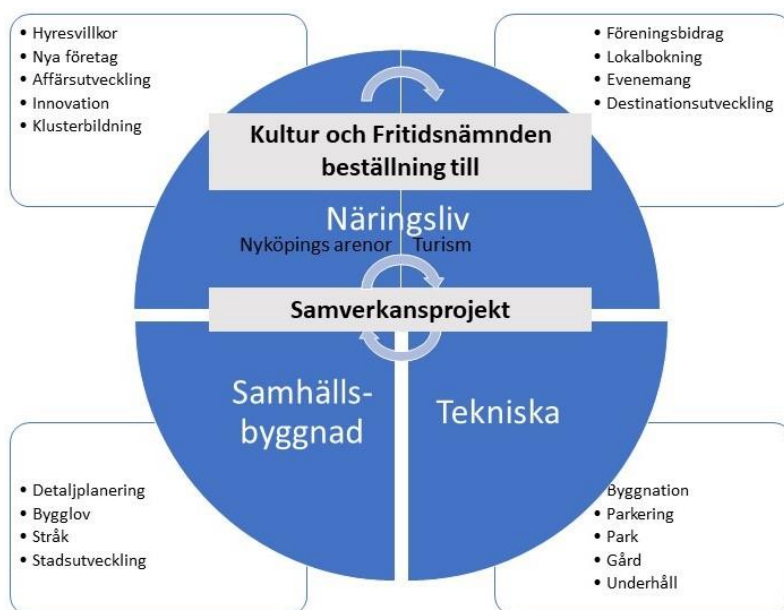 • Hyresvillkor
• Nya företag
• Affärsutveckling
• Innovation
• Klusterbildning
• Föreningsbidrag
• Lokalbokning
• Evenemang
• Destinationsutveckling
Kultur och Fritidsnämnden
beställning till
Näringsliv
Nyköpings arenor Turism
Samverkansprojekt
Samhälls-
byggnad
Tekniska
• Detaljplanering
• Bygglov
• Stråk
• Stadsutveckling
Byggnation
• Parkering
• Park
• Gård
• Underhåll